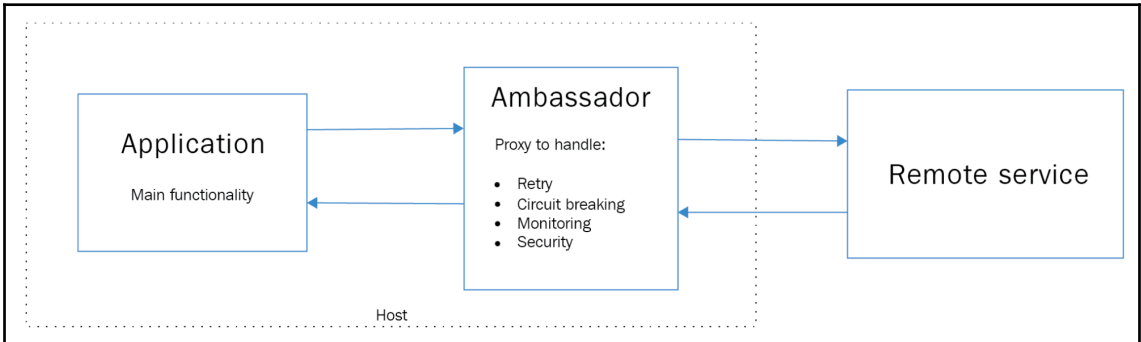 Application
Main functionality
Ambassador
Proxy to handle:
• Retry
• Circuit breaking
• Monitoring
• Security
Remote service
Host